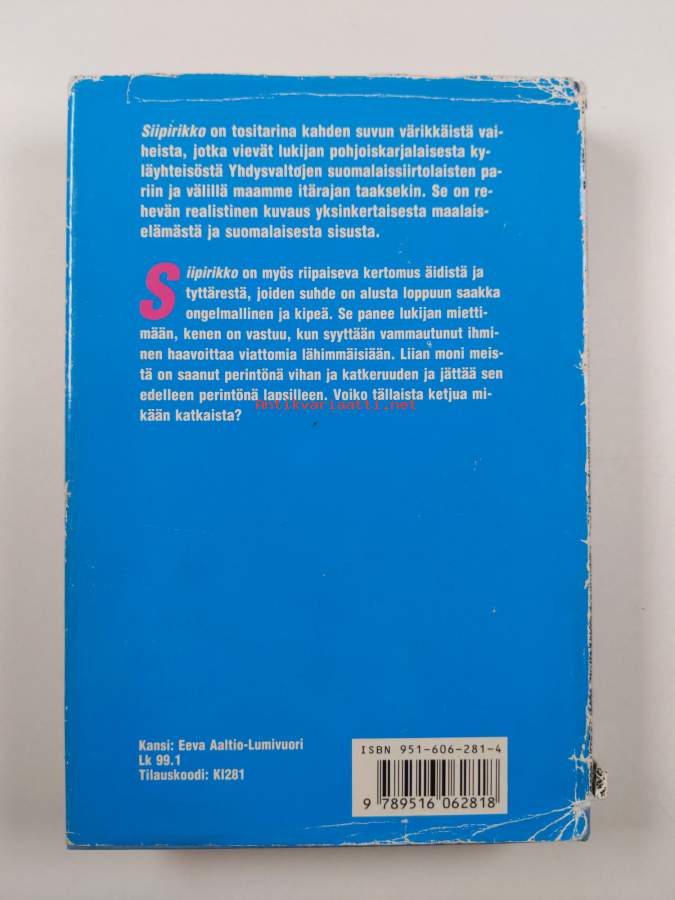 Siipirikko on tositarina kahden suvun värikkäistä vai-
heista, jotka vievät lukijan pohjoiskarjalaisesta ky-
läyhteisöstä Yhdysvaltojen suomalaissiirtolaisten pa-
riin ja välillä maamme itärajan taaksekin. Se on re-
hevän realistinen kuvaus yksinkertaisesta maalais-
elämästä ja suomalaisesta sisusta.
Siipirikko on myös riipaiseva kertomus äidistä ja
tyttärestä, joiden suhde on alusta loppuun saakka
ongelmallinen ja kipeä. Se panee lukijan mietti-
mään, kenen on vastuu, kun syyttään vammautunut ihmi-
nen haavoittaa viattomia lähimmäisiään. Liian moni meis-
tä on saanut perintönä vihan ja katkeruuden ja jättää sen
edelleen perintönä lapsilleen. Voiko tällaista ketjua mi-
kään katkaista?
Antikvariaatti.net
Kansi: Eeva Aaltio-Lumivuori
Lk 99.1
Tilauskoodi: KI281
ISBN 951-606-281-4
9 789516 062818